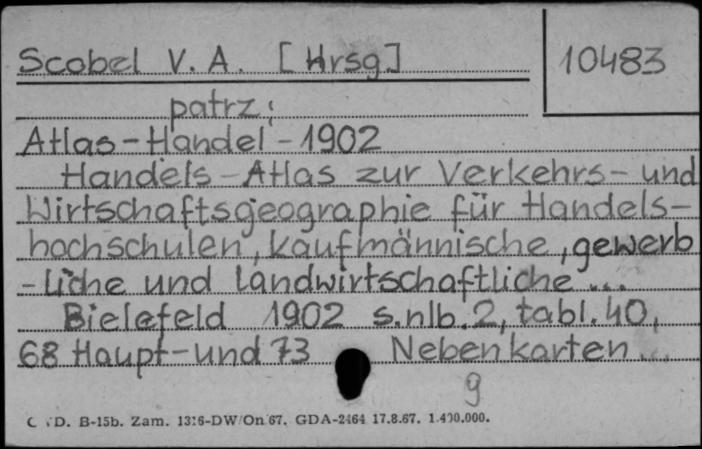 Scobel V. A. [Hrsg] 10483
patrz:
Atlas-Handel-1902
Handels-Atlas zur Verkehrs- und
Wirtschaftsgeographie für Handels-
hochschulen, kaufmännische, gewerb
-liche und landwirtschaftliche...
Bielefeld 1902 s.nlb.2, tabl.40,
68 Haupt-und 73 Nebenkarten...
g
D. B-15b. Zam. 1316-DW/On/67. GDA-2464 17.8.67. 1.400.000.